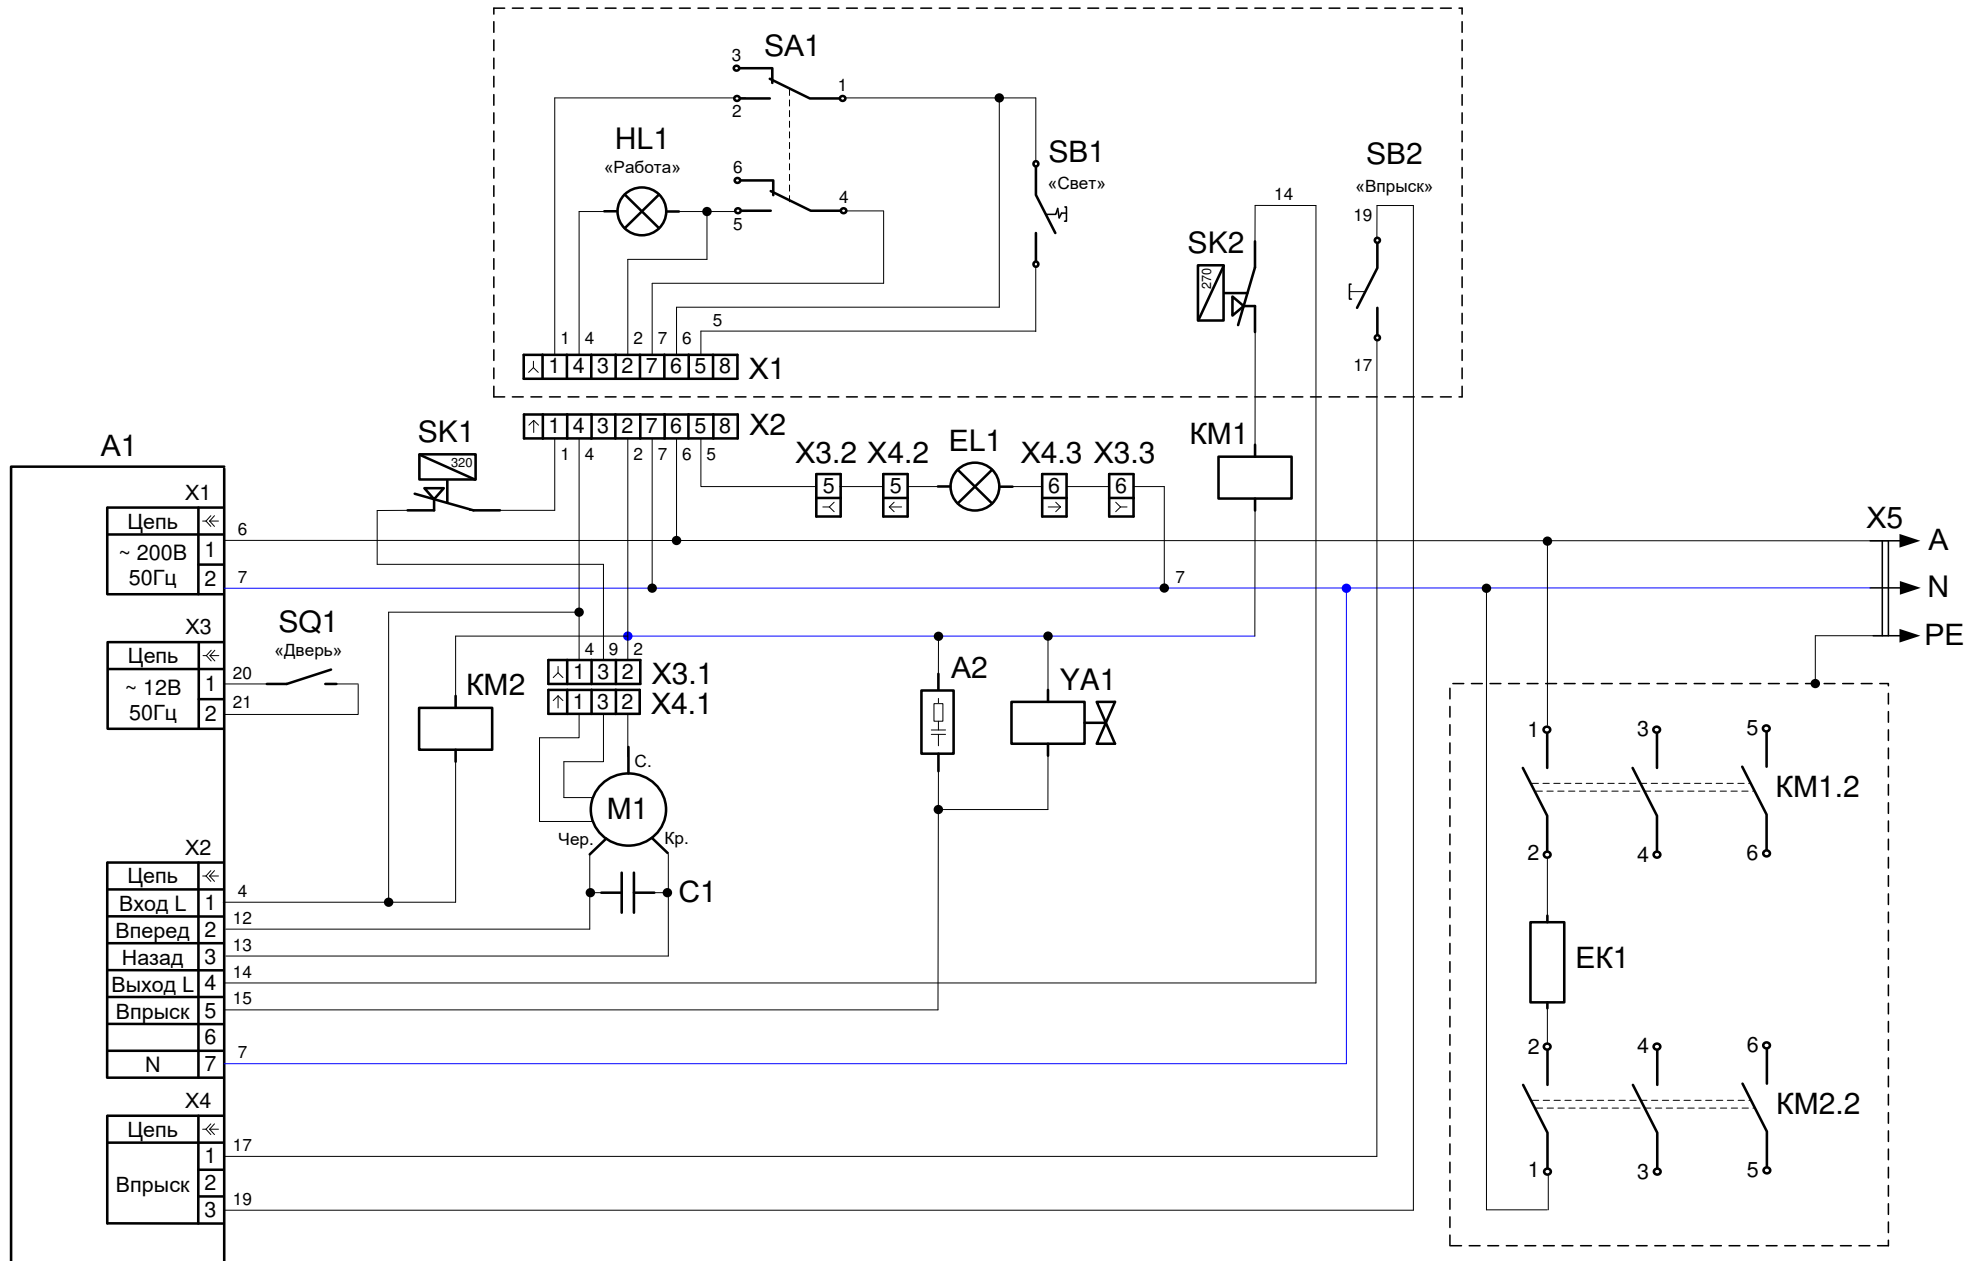 SA1
3
1
2
HL1
«Работа»
6
4
5
SB1
«Свет»
SB2
«Впрыск»
14
19
SK2
270
5
1 4 2 7 6
1 4 3 2 7 6 5 8 X1
17
1 4 3 2 7 6 5 8 X2
1 4 2 7 6 5
SK1
320
X3.2 X4.2 EL1 X4.3 X3.3
5 5 6 6
КМ1
A1
X1
Цепь
~ 200В 1
50Гц 2
6
7
7
X5
A
N
PE
X3
Цепь
~ 12В 1
50Гц 2
SQ1
«Дверь»
20
21
КМ2
4 9 2
1 3 2 X3.1
1 3 2 X4.1
С.
M1
Чер.
Кр.
C1
A2
YA1
1 3 5
КМ1.2
2 4 6
ЕК1
2 4 6
КМ2.2
1 3 5
X2
Цепь
Вход L 1 4
Вперед 2 12
Назад 3 13
Выход L 4 14
Впрыск 5 15
6
N 7 7
X4
Цепь
1 17
Впрыск 2
3 19